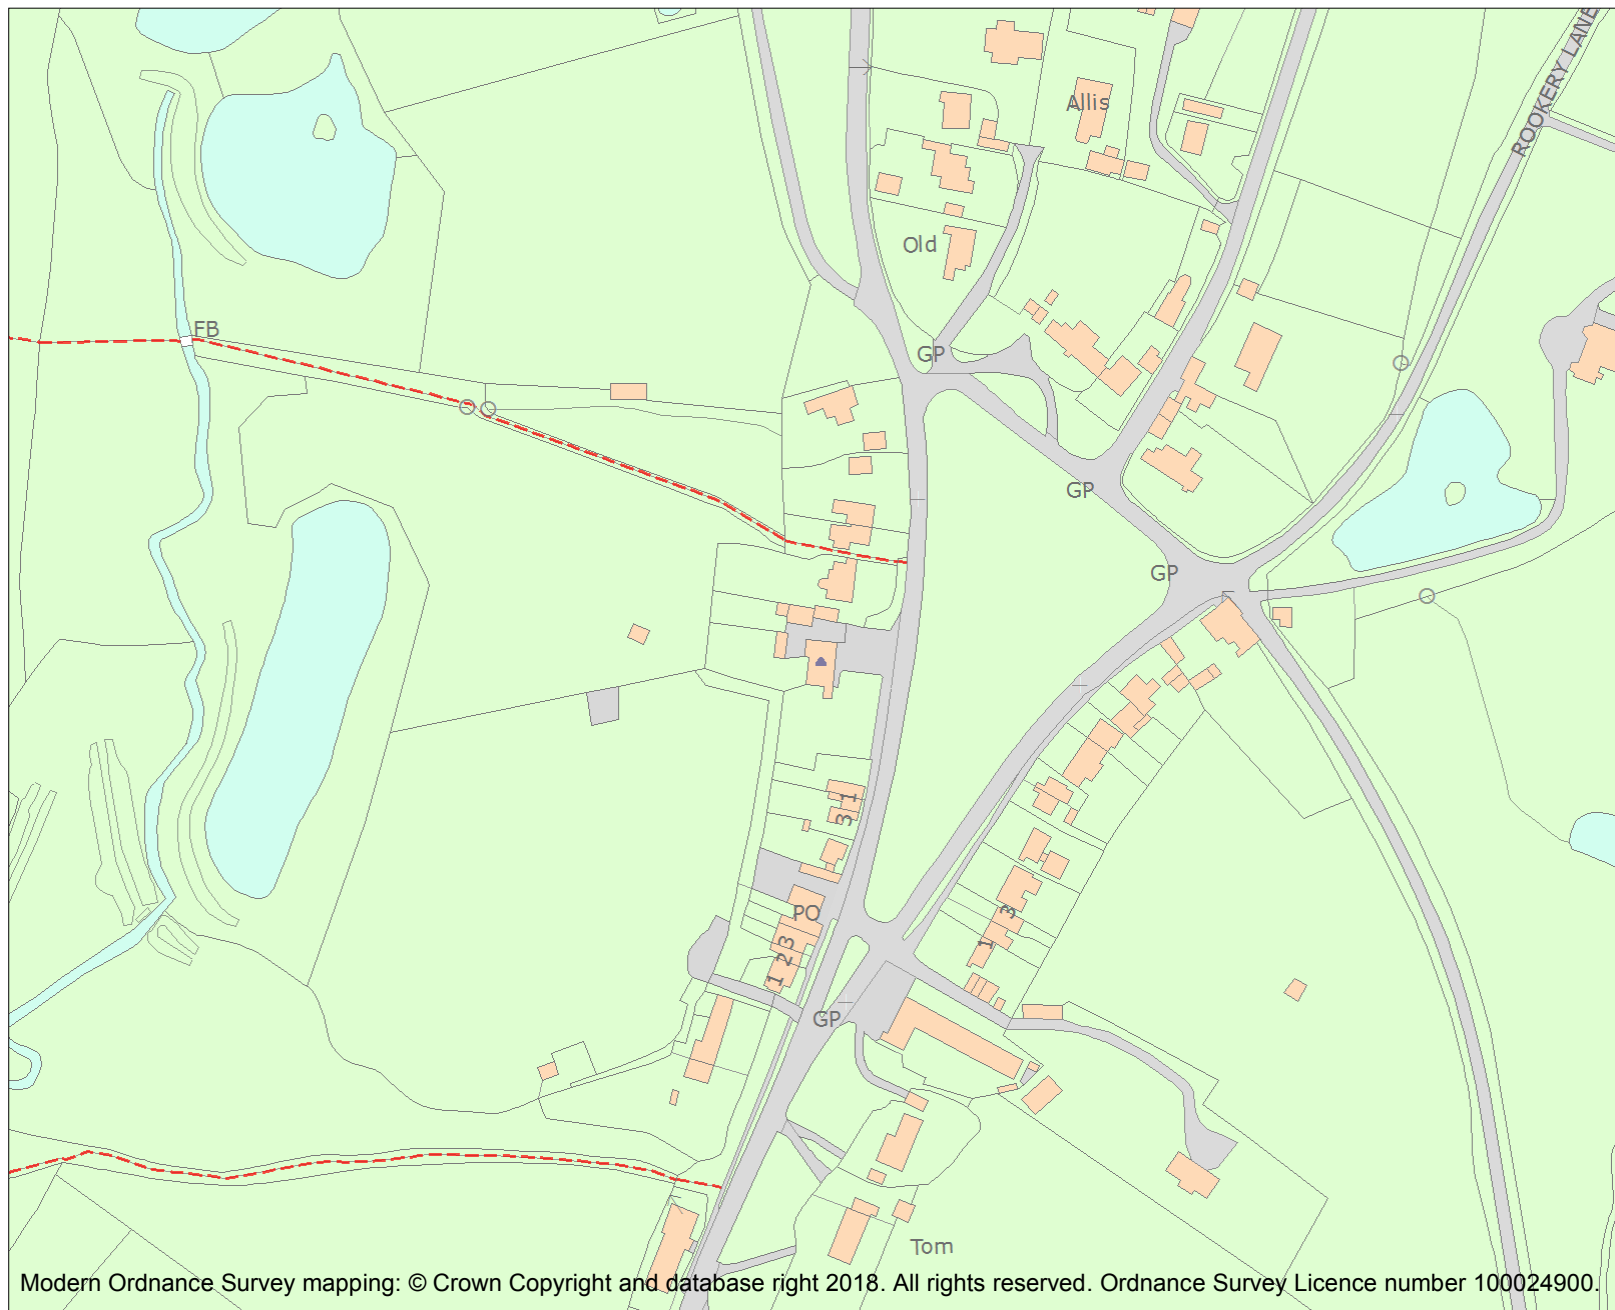 ROOKERY LANE
Allis
Old
FB
GP
GP
GP
1
3
PO
3
3
2
1
1
GP
Tom
Modern Ordnance Survey mapping: © Crown Copyright and database right 2018. All rights reserved. Ordnance Survey Licence number 100024900.